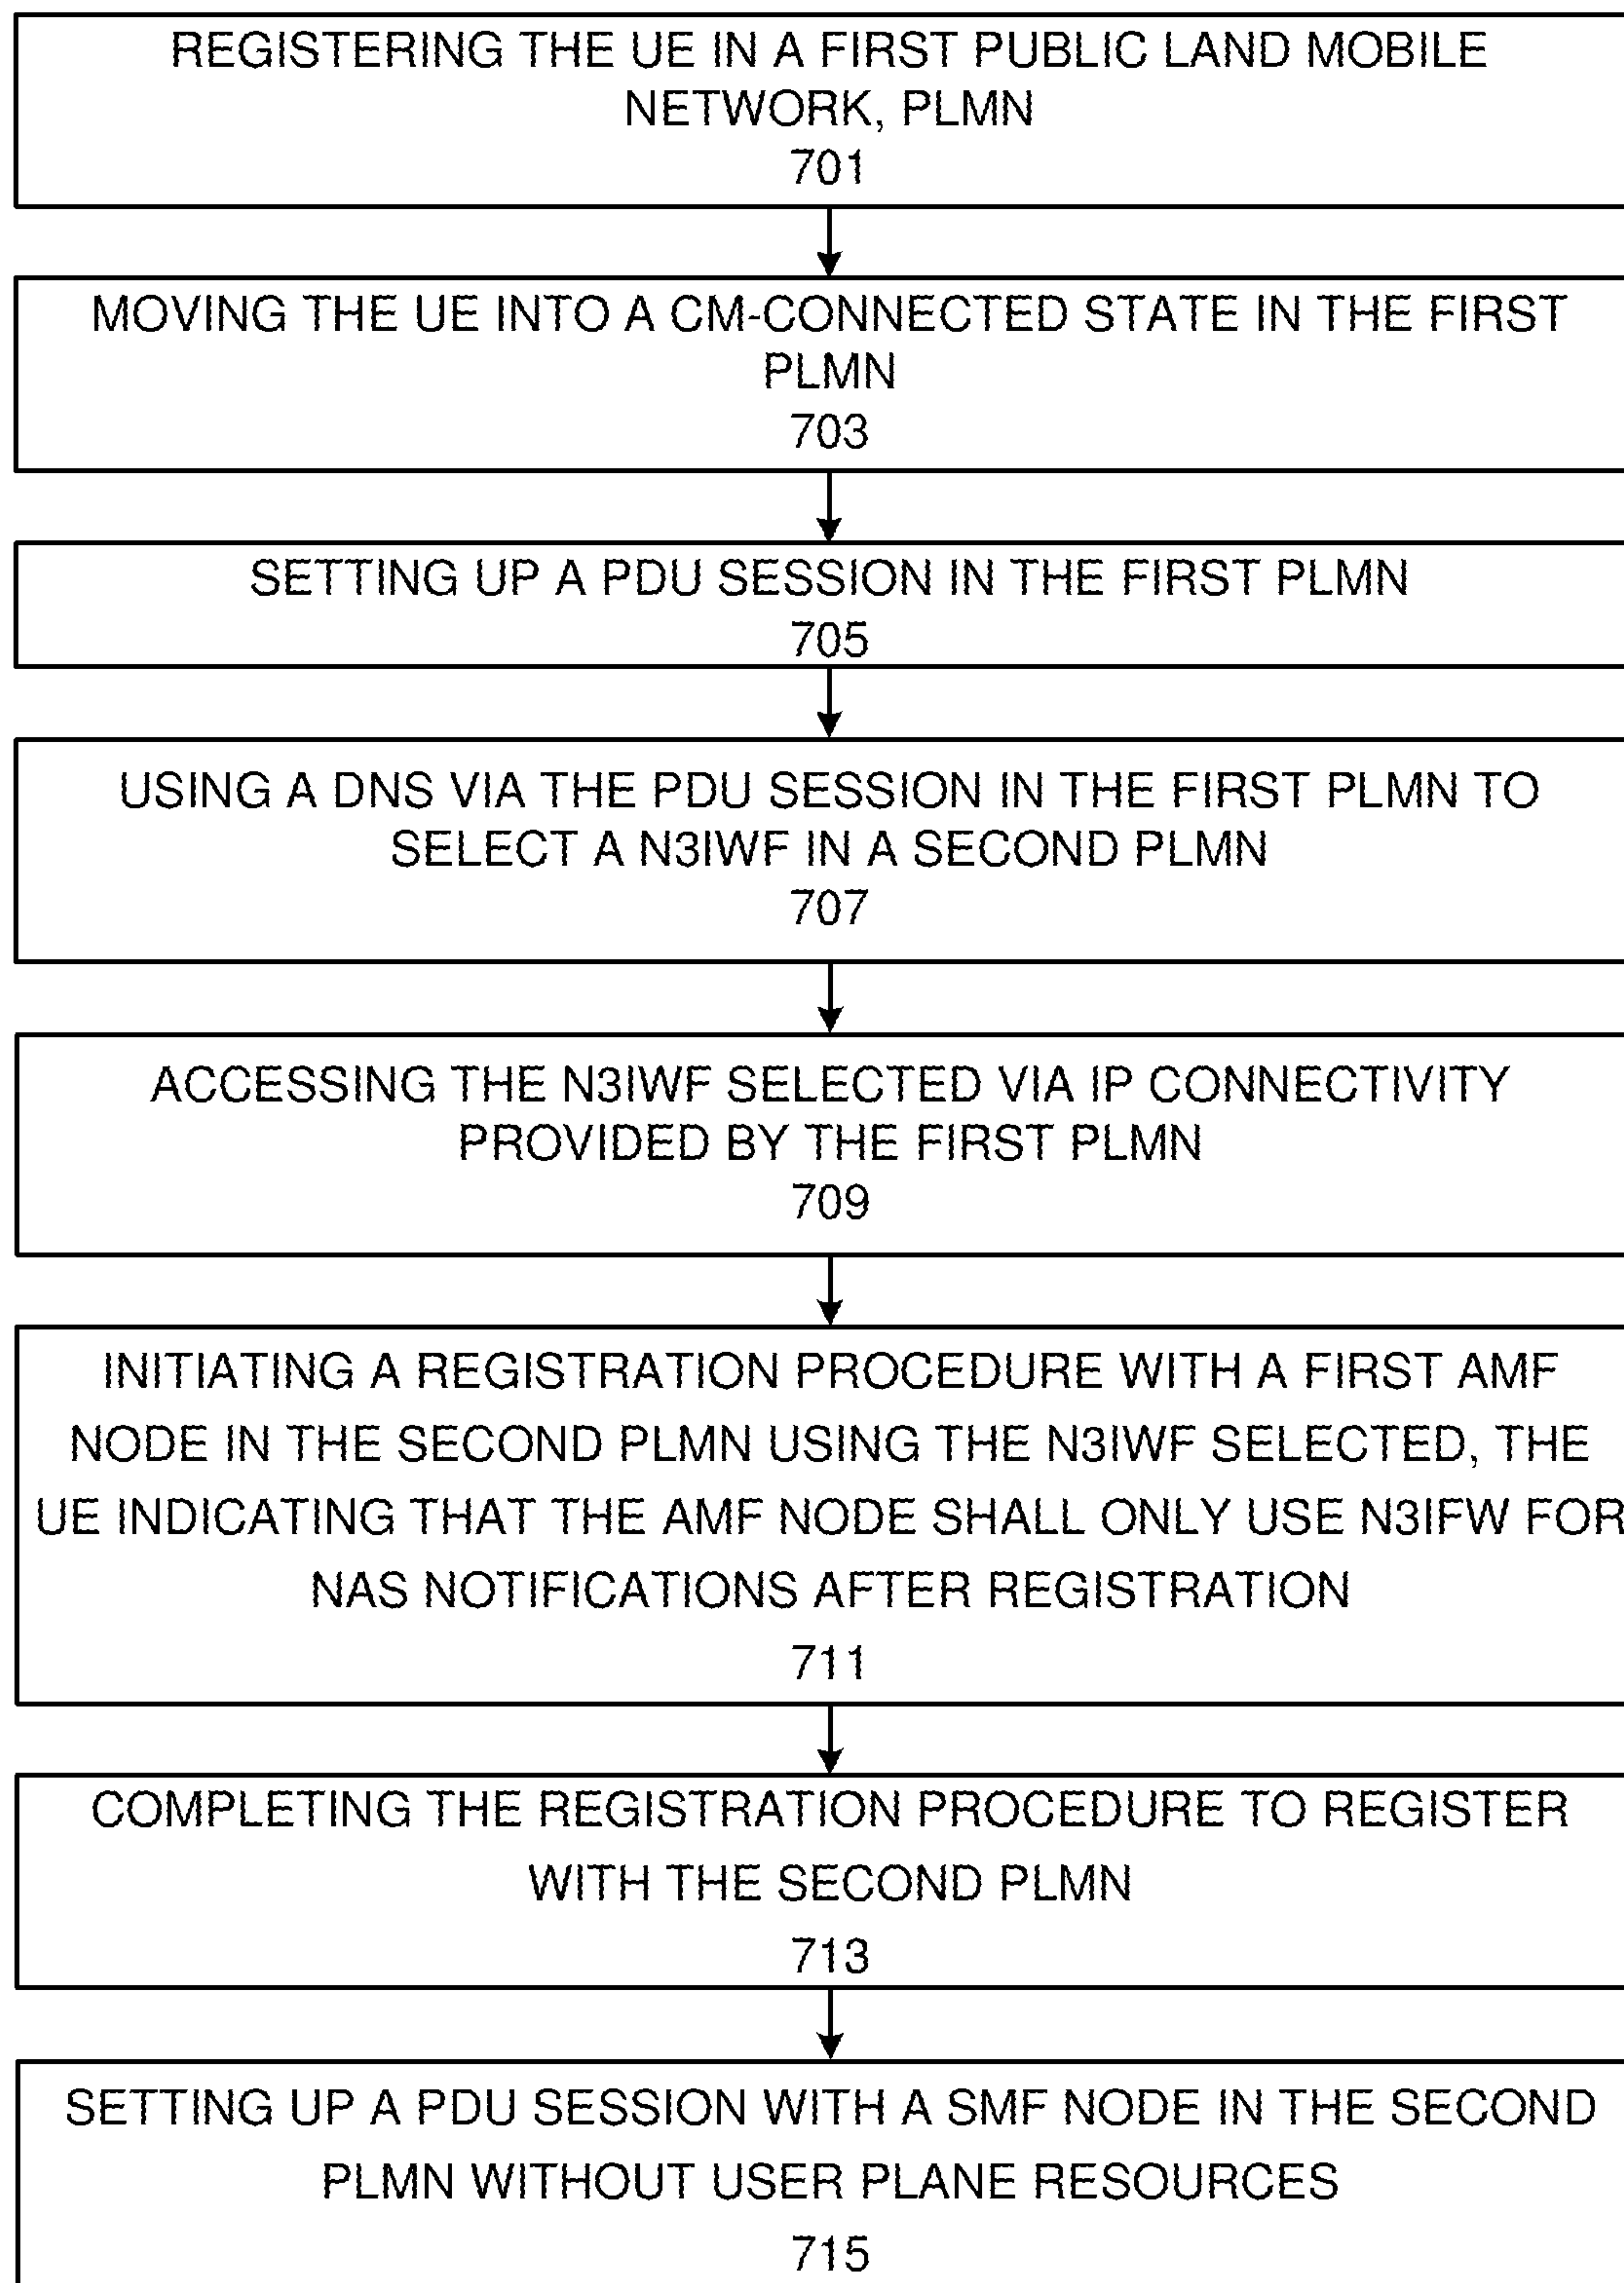 REGISTERING THE UE IN A FIRST PUBLIC LAND MOBILE
NETWORK, PLMN
701
MOVING THE UE INTO A CM-CONNECTED STATE IN THE FIRST
PLMN
703
SETTING UP A PDU SESSION IN THE FIRST PLMN
705
USING A DNS VIA THE PDU SESSION IN THE FIRST PLMN TO
SELECT A N3IWF IN A SECOND PLMN
707
ACCESSING THE N3IWF SELECTED VIA IP CONNECTIVITY
PROVIDED BY THE FIRST PLMN
709
INITIATING A REGISTRATION PROCEDURE WITH A FIRST AMF
NODE IN THE SECOND PLMN USING THE N3IWF SELECTED, THE
UE INDICATING THAT THE AMF NODE SHALL ONLY USE N3IFW FOR
NAS NOTIFICATIONS AFTER REGISTRATION
711
COMPLETING THE REGISTRATION PROCEDURE TO REGISTER
WITH THE SECOND PLMN
713
SETTING UP A PDU SESSION WITH A SMF NODE IN THE SECOND
PLMN WITHOUT USER PLANE RESOURCES
715